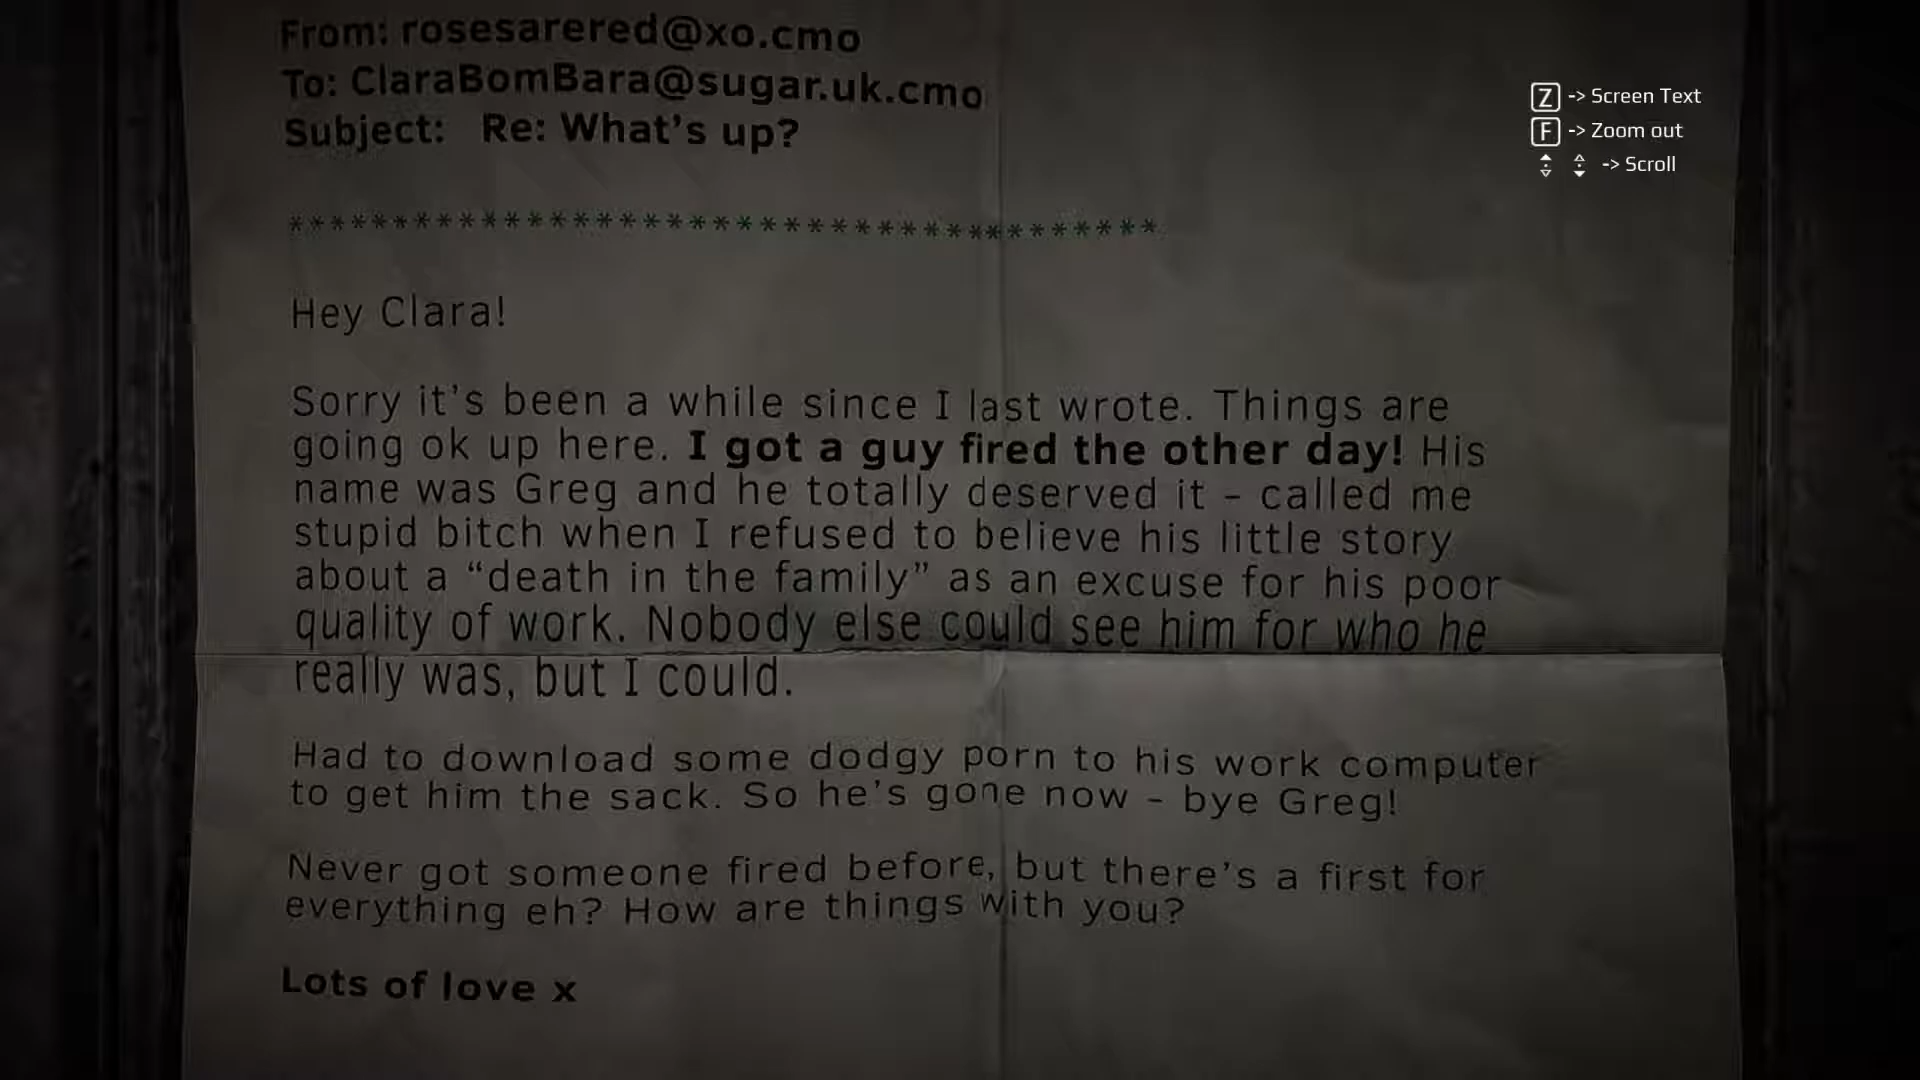 From: rosesarered@xo.cmo
To: ClaraBomBara@sugar.uk.cmo
Subject: Re: What's up?
Z -> Screen Text
F -> Zoom out
-> Scroll
**************************************
Hey Clara!
Sorry it's been a while since I last wrote. Things are
going ok up here. I got a guy fired the other day! His
name was Greg and he totally deserved it - called me
stupid bitch when I refused to believe his little story
about a “death in the family” as an excuse for his poor
quality of work. Nobody else could see him for who he
really was, but I could.
Had to download some dodgy porn to his work computer
to get him the sack. So he's gone now - bye Greg!
Never got someone fired before, but there's a first for
everything eh? How are things with you?
Lots of love x